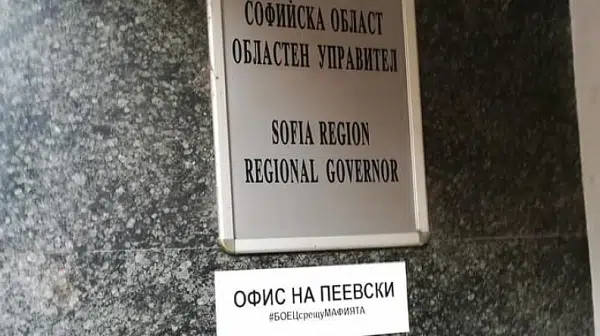 СОФИЙСКА ОБЛАСТ
ОБЛАСТЕН УПРАВИТЕЛ
SOFIA REGION
REGIONAL GOVERNOR
ОФИС НА ПЕЕВСКИ
#БОЕЦсрещуМАФИЯТА